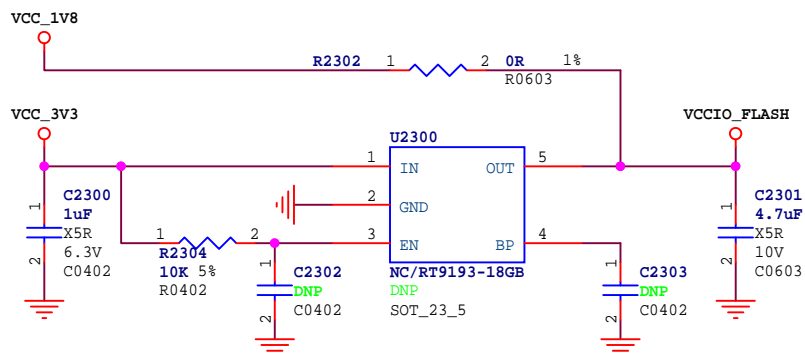 VCC_1V8
R2302 1 2 0R 1%
R0603
VCC_3V3
VCCIO_FLASH
U2300
1 IN OUT 5
2 GND
3 EN BP 4
NC/RT9193-18GB
DNP
SOT_23_5
1 C2300
1uF
X5R
2 6.3V
C0402
1 2
R2304
10K 5%
R0402
1 C2302
DNP
2 C0402
1 C2303
DNP
2 C0402
1 C2301
4.7uF
X5R
2 10V
C0603